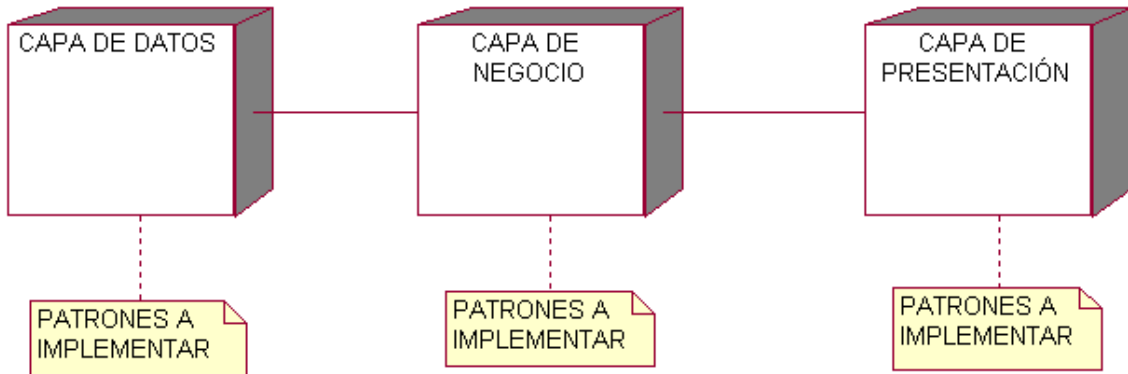 CAPA DE DATOS
CAPA DE
NEGOCIO
CAPA DE
PRESENTACIÓN
PATRONES A
IMPLEMENTAR
PATRONES A
IMPLEMENTAR
PATRONES A
IMPLEMENTAR